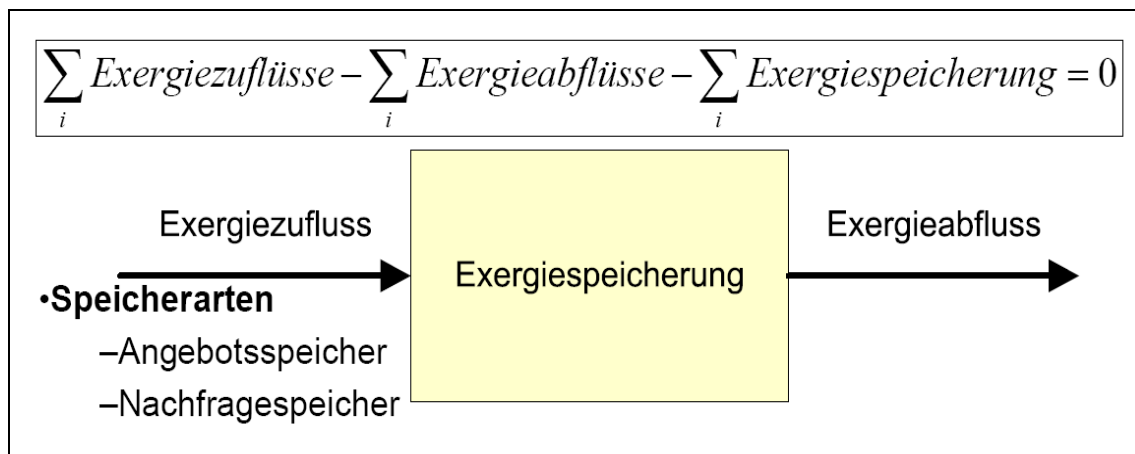 ∑ᵢ Exergiezuflüsse – ∑ᵢ Exergieabflüsse – ∑ᵢ Exergiespeicherung = 0
Exergiezufluss
Exergiespeicherung
Exergieabfluss
•Speicherarten
–Angebotsspeicher
–Nachfragespeicher